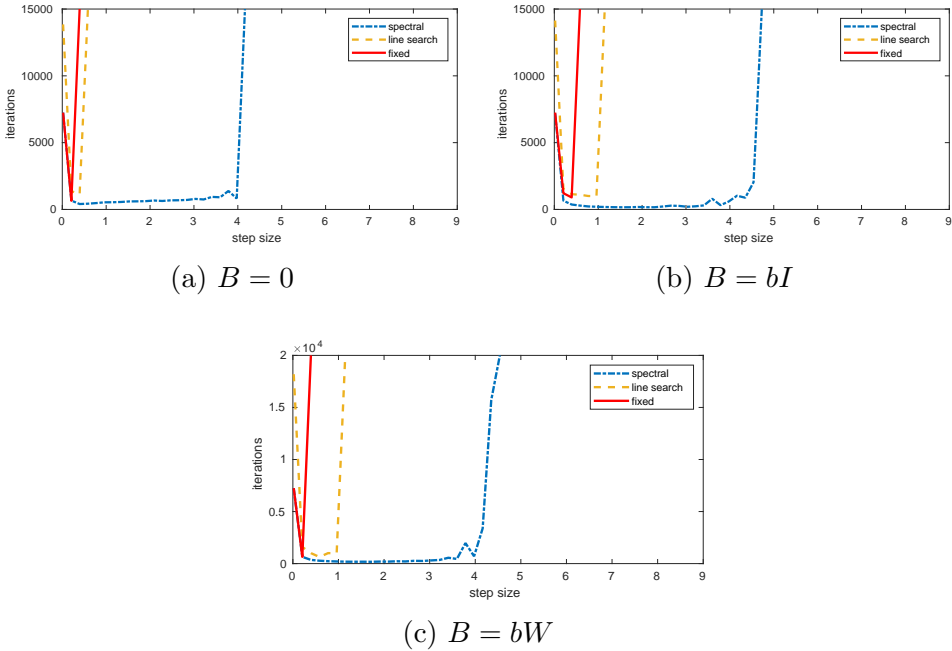 15000
10000
5000
0
iterations
0 1 2 3 4 5 6 7 8 9
step size
spectral
line search
fixed
(a) B = 0
15000
10000
5000
0
iterations
0 1 2 3 4 5 6 7 8 9
step size
spectral
line search
fixed
(b) B = bI
×10⁴
2
1.5
1
0.5
0
iterations
0 1 2 3 4 5 6 7 8 9
step size
spectral
line search
fixed
(c) B = bW